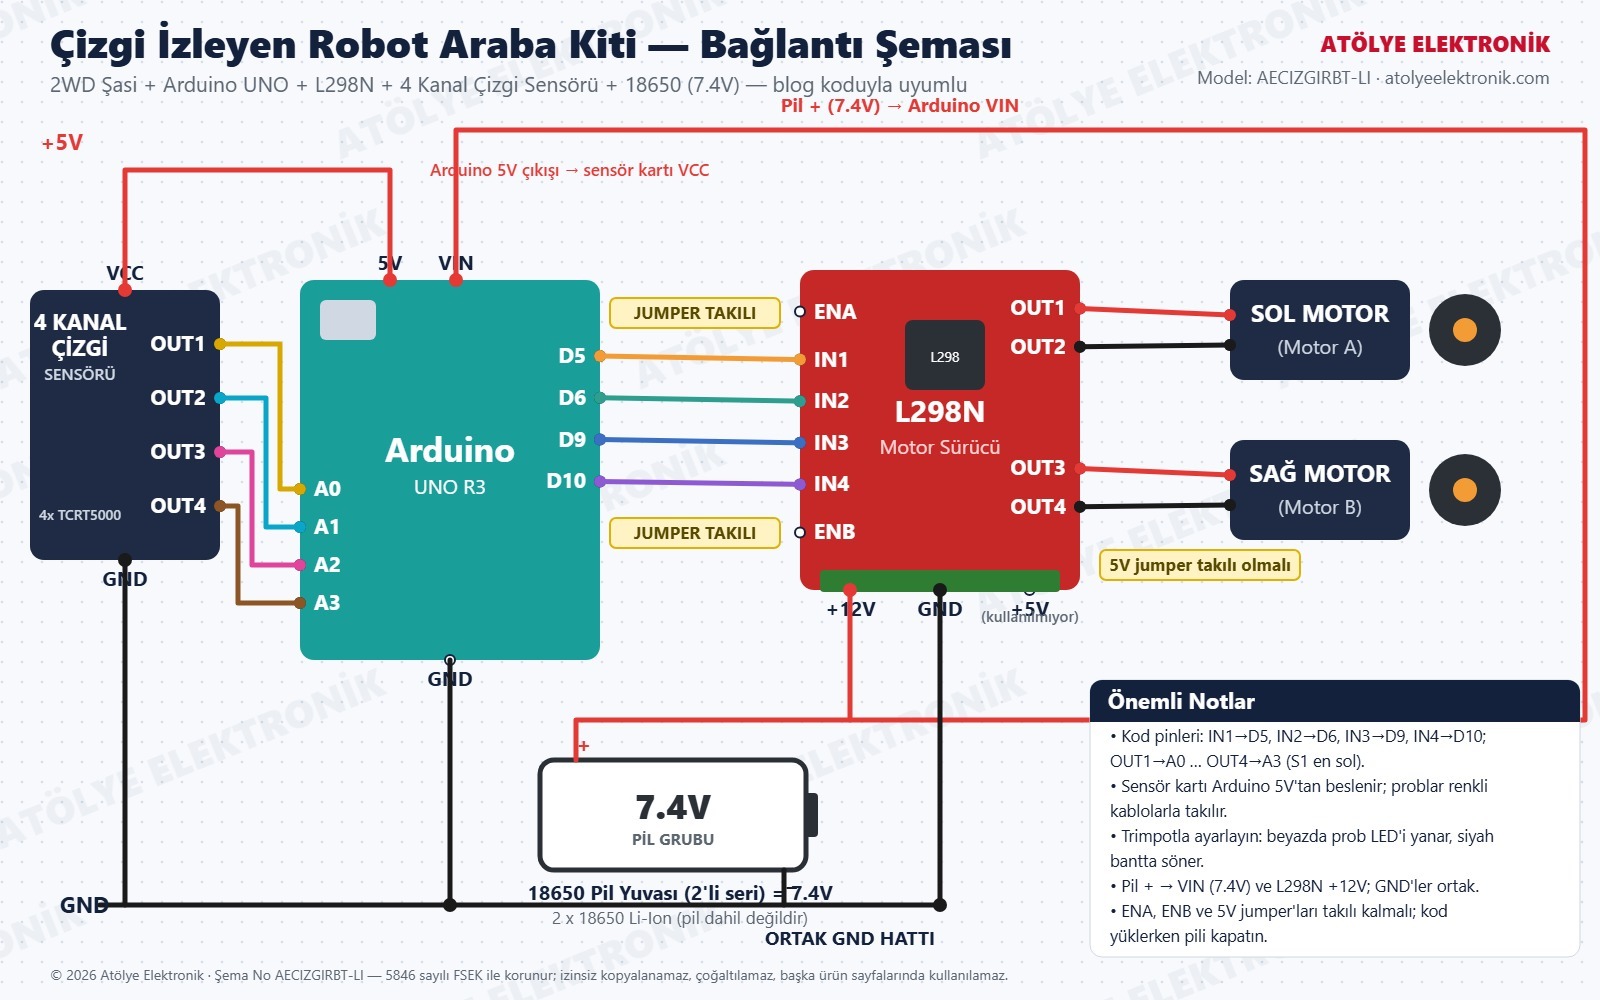 Çizgi İzleyen Robot Araba Kiti — Bağlantı Şeması
ATÖLYE ELEKTRONİK
2WD Şasi + Arduino UNO + L298N + 4 Kanal Çizgi Sensörü + 18650 (7.4V) — blog koduyla uyumlu
Model: AECIZGIRBT-LI · atolyeelektronik.com
Pil + (7.4V) → Arduino VIN
+5V
Arduino 5V çıkışı → sensör kartı VCC
VCC
5V
VIN
4 KANAL
ÇİZGİ
SENSÖRÜ
OUT1
OUT2
OUT3
OUT4
4x TCRT5000
GND
Arduino
UNO R3
D5
D6
D9
D10
A0
A1
A2
A3
GND
JUMPER TAKILI
JUMPER TAKILI
ENA
IN1
IN2
IN3
IN4
ENB
L298
L298N
Motor Sürücü
OUT1
OUT2
OUT3
OUT4
+12V
GND
+5V
(kullanılmıyor)
SOL MOTOR
(Motor A)
SAĞ MOTOR
(Motor B)
5V jumper takılı olmalı
+
7.4V
PİL GRUBU
18650 Pil Yuvası (2'li seri) = 7.4V
2 x 18650 Li-Ion (pil dahil değildir)
GND
ORTAK GND HATTI
Önemli Notlar
• Kod pinleri: IN1→D5, IN2→D6, IN3→D9, IN4→D10;
OUT1→A0 ... OUT4→A3 (S1 en sol).
• Sensör kartı Arduino 5V'tan beslenir; problar renkli
kablolarla takılır.
• Trimpotla ayarlayın: beyazda prob LED'i yanar, siyah
bantta söner.
• Pil + → VIN (7.4V) ve L298N +12V; GND'ler ortak.
• ENA, ENB ve 5V jumper'ları takılı kalmalı; kod
yüklerken pili kapatın.
© 2026 Atölye Elektronik · Şema No AECIZGIRBT-LI — 5846 sayılı FSEK ile korunur; izinsiz kopyalanamaz, çoğaltılamaz, başka ürün sayfalarında kullanılamaz.